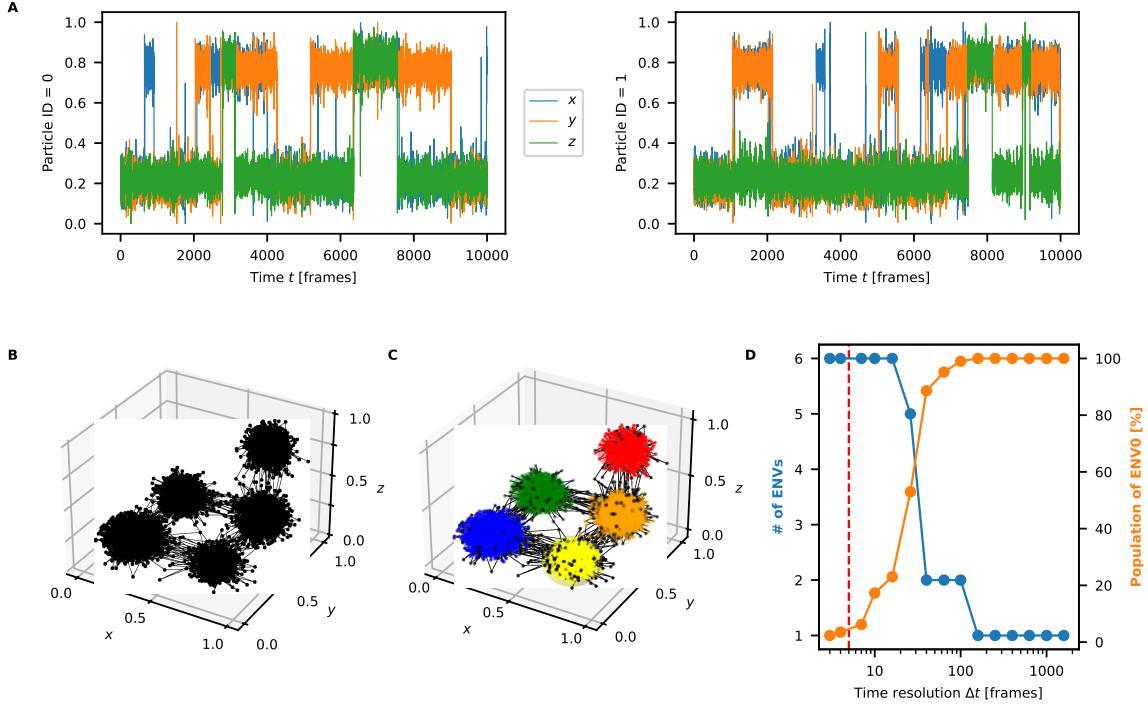 A
Particle ID = 0
1.0
0.8
0.6
0.4
0.2
0.0
0 2000 4000 6000 8000 10000
Time t [frames]
x
y
z
Particle ID = 1
1.0
0.8
0.6
0.4
0.2
0.0
0 2000 4000 6000 8000 10000
Time t [frames]
B
1.0
0.5
0.0
z
0.0
0.5
1.0
x
0.0
0.5
1.0
y
C
1.0
0.5
0.0
z
0.0
0.5
1.0
x
0.0
0.5
1.0
y
D
# of ENVs
6
5
4
3
2
1
100
80
60
40
20
0
Population of ENV0 [%]
10 100 1000
Time resolution Δt [frames]